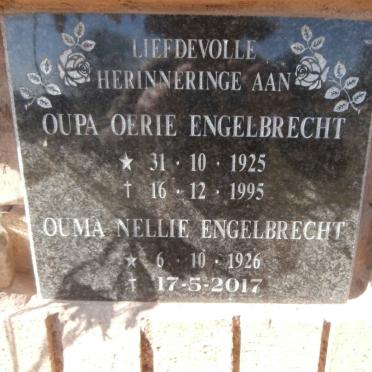 LIEFDEVOLLE
HERINNERINGE AAN
OUPA OERIE ENGELBRECHT
★ 31 · 10 · 1925
† 16 · 12 · 1995
OUMA NELLIE ENGELBRECHT
★ 6 · 10 · 1926
† 17-5-2017